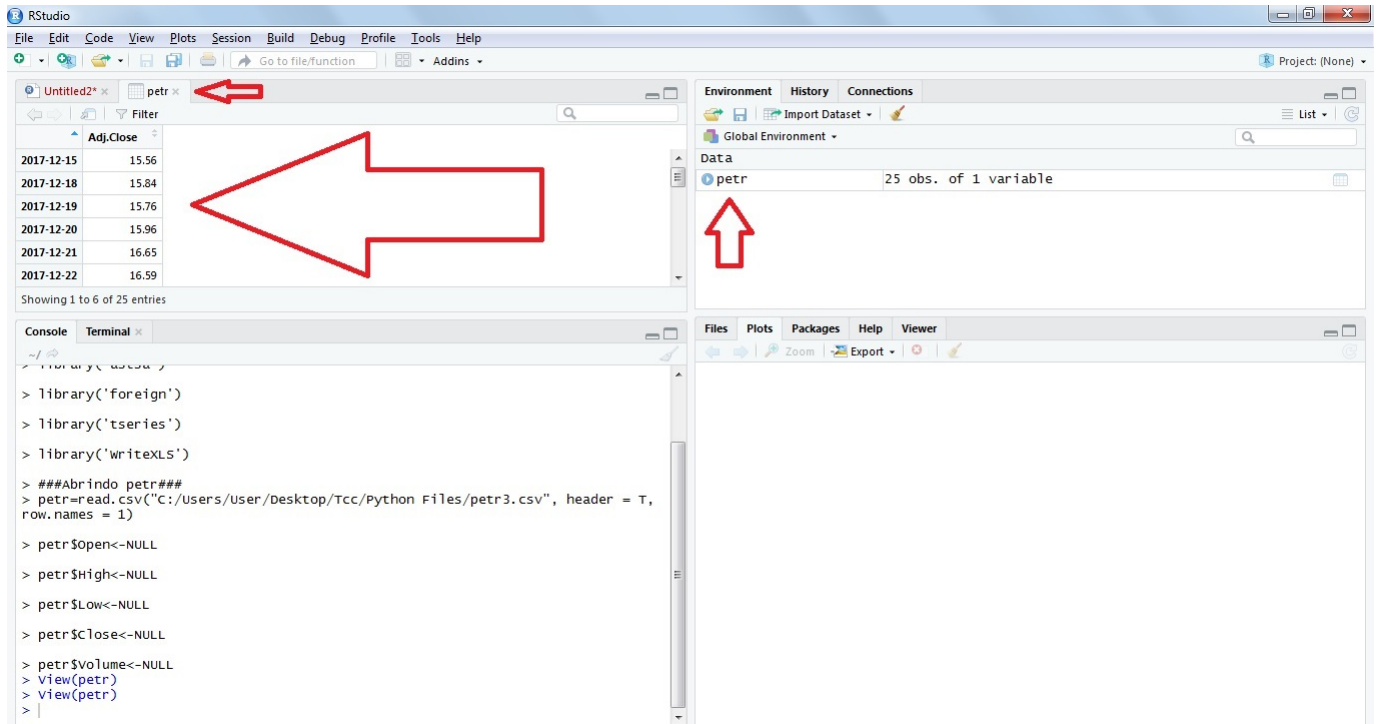 RStudio
File Edit Code View Plots Session Build Debug Profile Tools Help
Go to file/function Addins Project: (None)
Untitled2* petr
Filter
Adj.Close
2017-12-15 15.56
2017-12-18 15.84
2017-12-19 15.76
2017-12-20 15.96
2017-12-21 16.65
2017-12-22 16.59
Showing 1 to 6 of 25 entries
Environment History Connections
Import Dataset List
Global Environment
Data
petr 25 obs. of 1 variable
Console Terminal
~/
> library('foreign')
> library('tseries')
> library('WriteXLS')
> ###Abrindo petr###
> petr=read.csv("C:/Users/User/Desktop/Tcc/Python Files/petr3.csv", header = T,
row.names = 1)
> petr$Open<-NULL
> petr$High<-NULL
> petr$Low<-NULL
> petr$Close<-NULL
> petr$Volume<-NULL
> View(petr)
> View(petr)
>
Files Plots Packages Help Viewer
Zoom Export